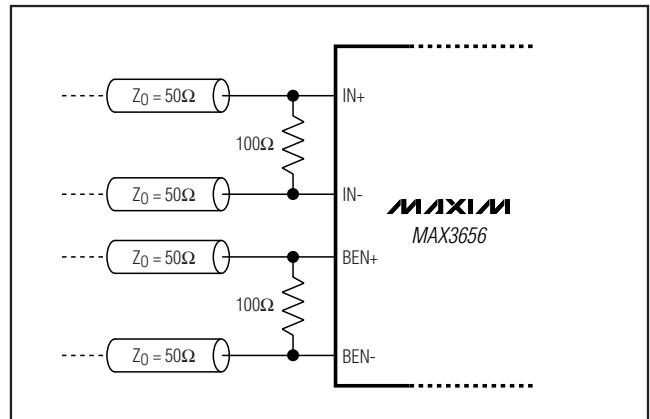 Z0 = 50Ω
IN+
100Ω
Z0 = 50Ω
IN-
MAXIM
MAX3656
Z0 = 50Ω
BEN+
100Ω
Z0 = 50Ω
BEN-